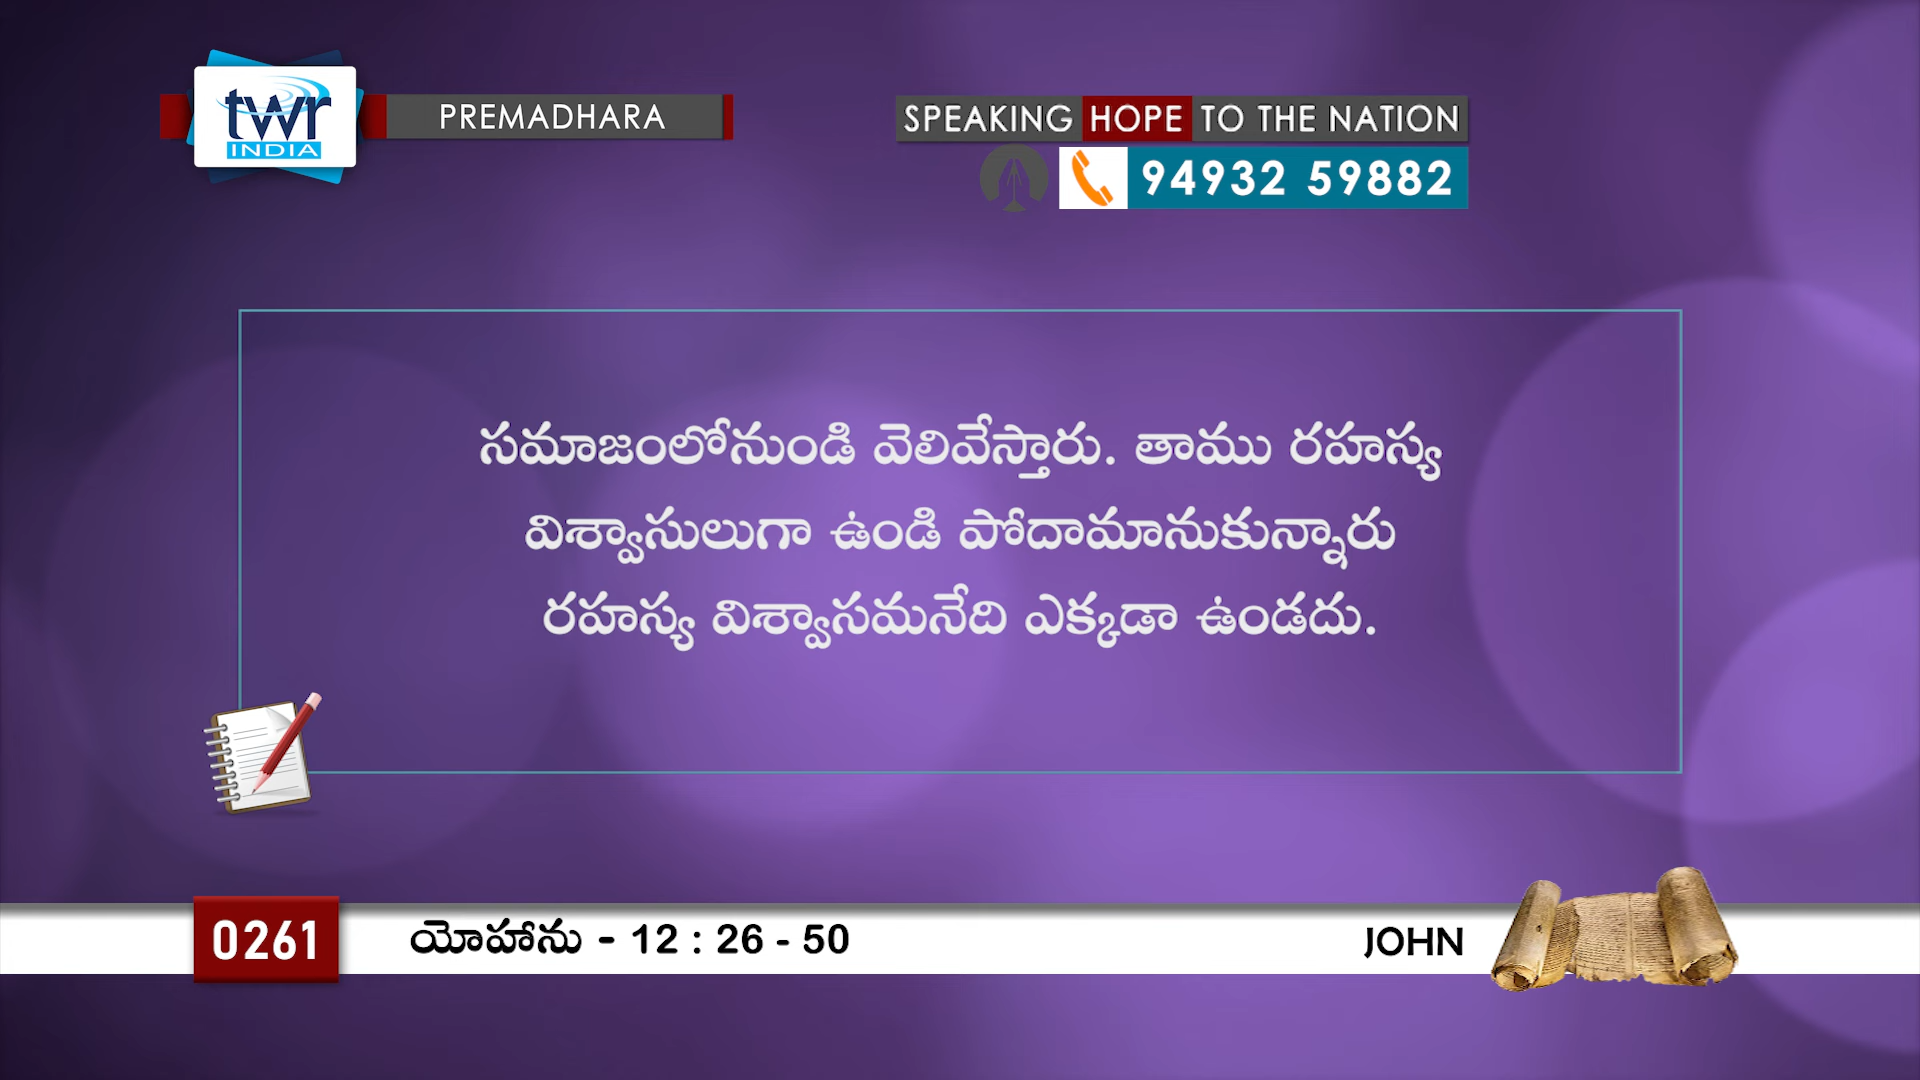 twr
INDIA
PREMADHARA
SPEAKING HOPE TO THE NATION
94932 59882
సమాజంలోనుండి వెలివేస్తారు. తాము రహస్య
విశ్వాసులుగా ఉండి పోదామానుకున్నారు
రహస్య విశ్వాసమనేది ఎక్కడా ఉండదు.
0261
యోహాను - 12 : 26 - 50
JOHN